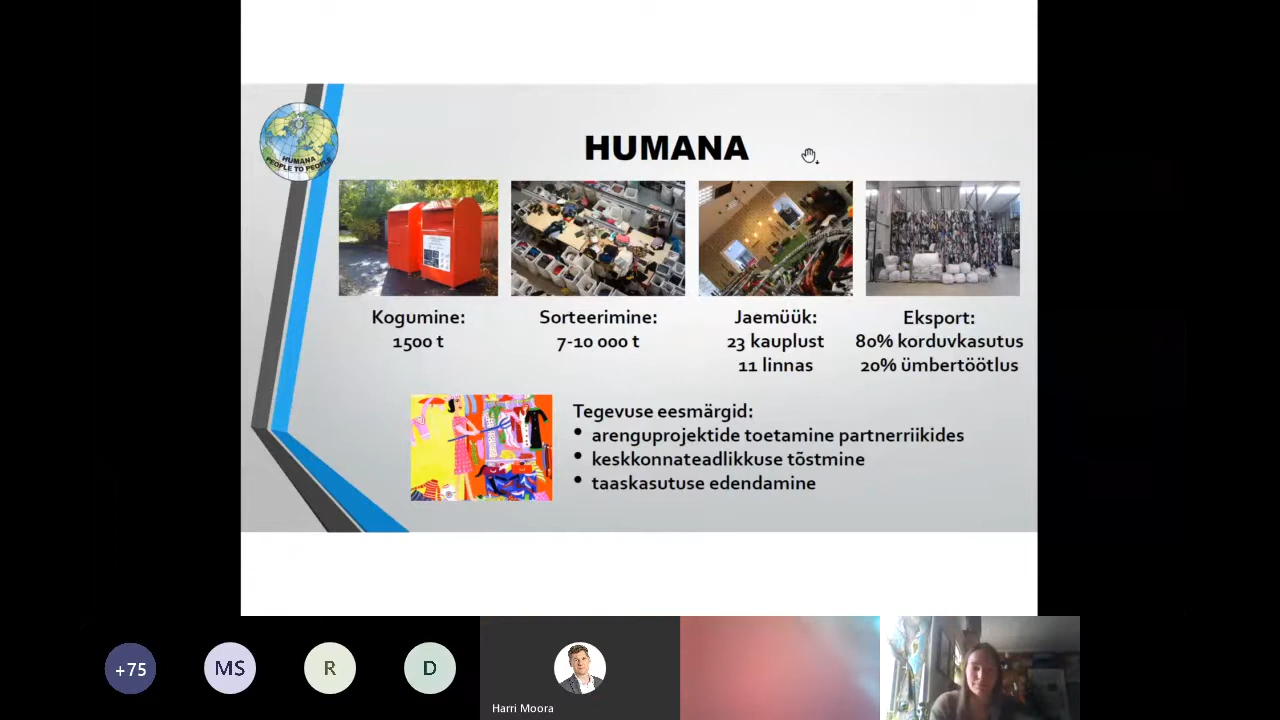 HUMANA
PEOPLE TO PEOPLE
HUMANA
Kogumine:
1500 t
Sorteerimine:
7-10 000 t
Jaemüük:
23 kauplust
11 linnas
Eksport:
80% korduvkasutus
20% ümbertöötlus
Tegevuse eesmärgid:
• arenguprojektide toetamine partnerriikides
• keskkonnateadlikkuse tõstmine
• taaskasutuse edendamine
+75
MS
R
D
Harri Moora